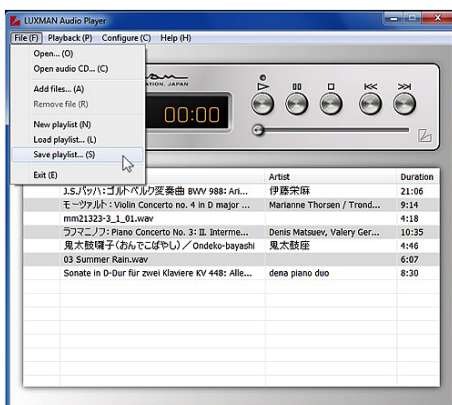 LUXMAN Audio Player
File (F) Playback (P) Configure (C) Help (H)
Open... (O)
Open audio CD... (C)
Add files... (A)
Remove file (R)
New playlist (N)
Load playlist... (L)
Save playlist... (S)
Exit (E)
ATION, JAPAN
00:00
Artist Duration
J.S.バッハ:ゴルトベルク変奏曲 BWV 988: Ari... 伊藤栄麻 21:06
モーツァルト: Violin Concerto no. 4 in D major ... Marianne Thorsen / Trond... 9:14
mm21323-3_1_01.wav 4:18
ラフマニノフ: Piano Concerto No. 3: II. Interme... Denis Matsuev, Valery Ger... 10:35
鬼太鼓囃子(おんでこばやし)/Ondeko-bayashi 鬼太鼓座 4:46
03 Summer Rain.wav 6:07
Sonate in D-Dur für zwei Klaviere KV 448: Alle... dena piano duo 8:30